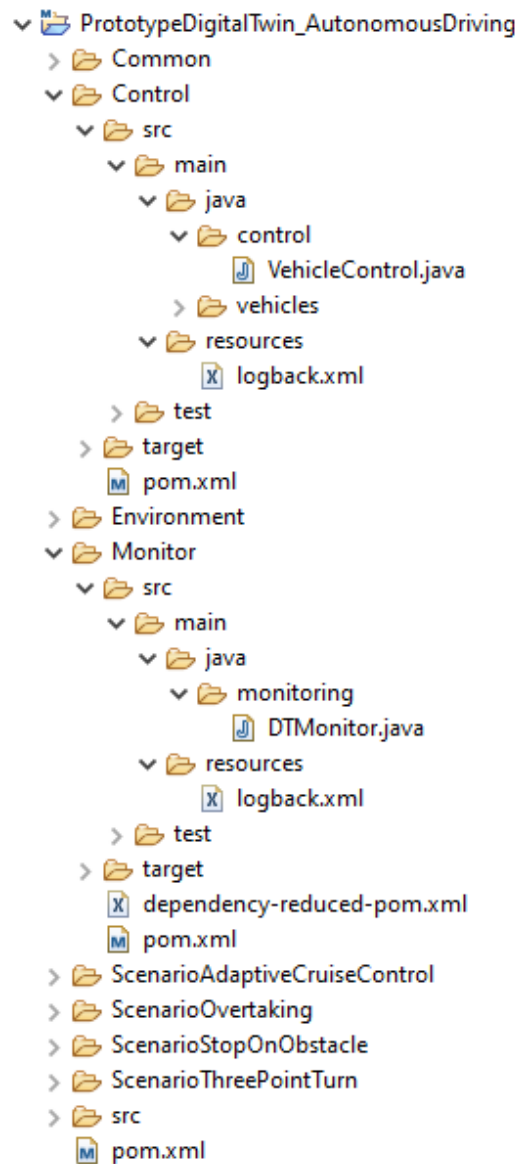 PrototypeDigitalTwin_AutonomousDriving
Common
Control
src
main
java
control
VehicleControl.java
vehicles
resources
logback.xml
test
target
pom.xml
Environment
Monitor
src
main
java
monitoring
DTMonitor.java
resources
logback.xml
test
target
dependency-reduced-pom.xml
pom.xml
ScenarioAdaptiveCruiseControl
ScenarioOvertaking
ScenarioStopOnObstacle
ScenarioThreePointTurn
src
pom.xml